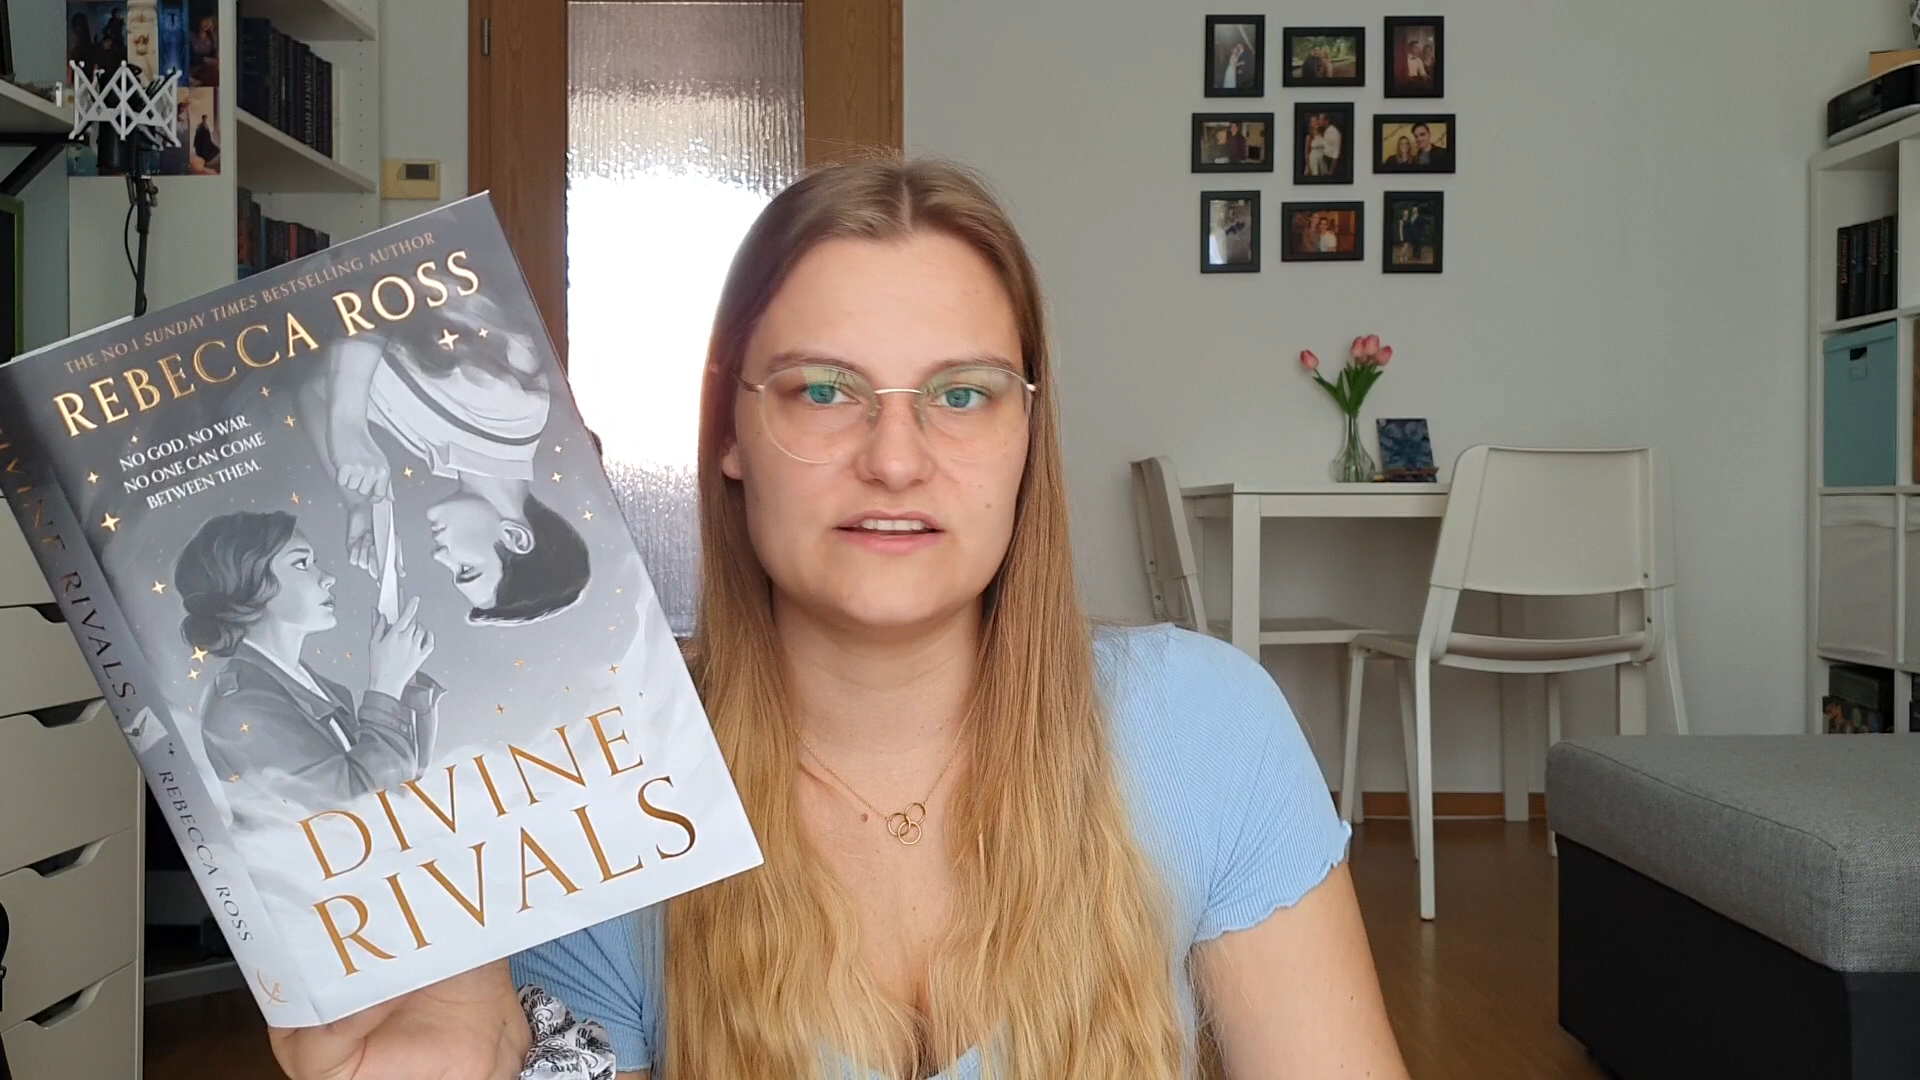 THE NO.1 SUNDAY TIMES BESTSELLING AUTHOR
REBECCA ROSS
NO GOD. NO WAR.
NO ONE CAN COME
BETWEEN THEM.
DIVINE
RIVALS
DIVINE RIVALS
REBECCA ROSS